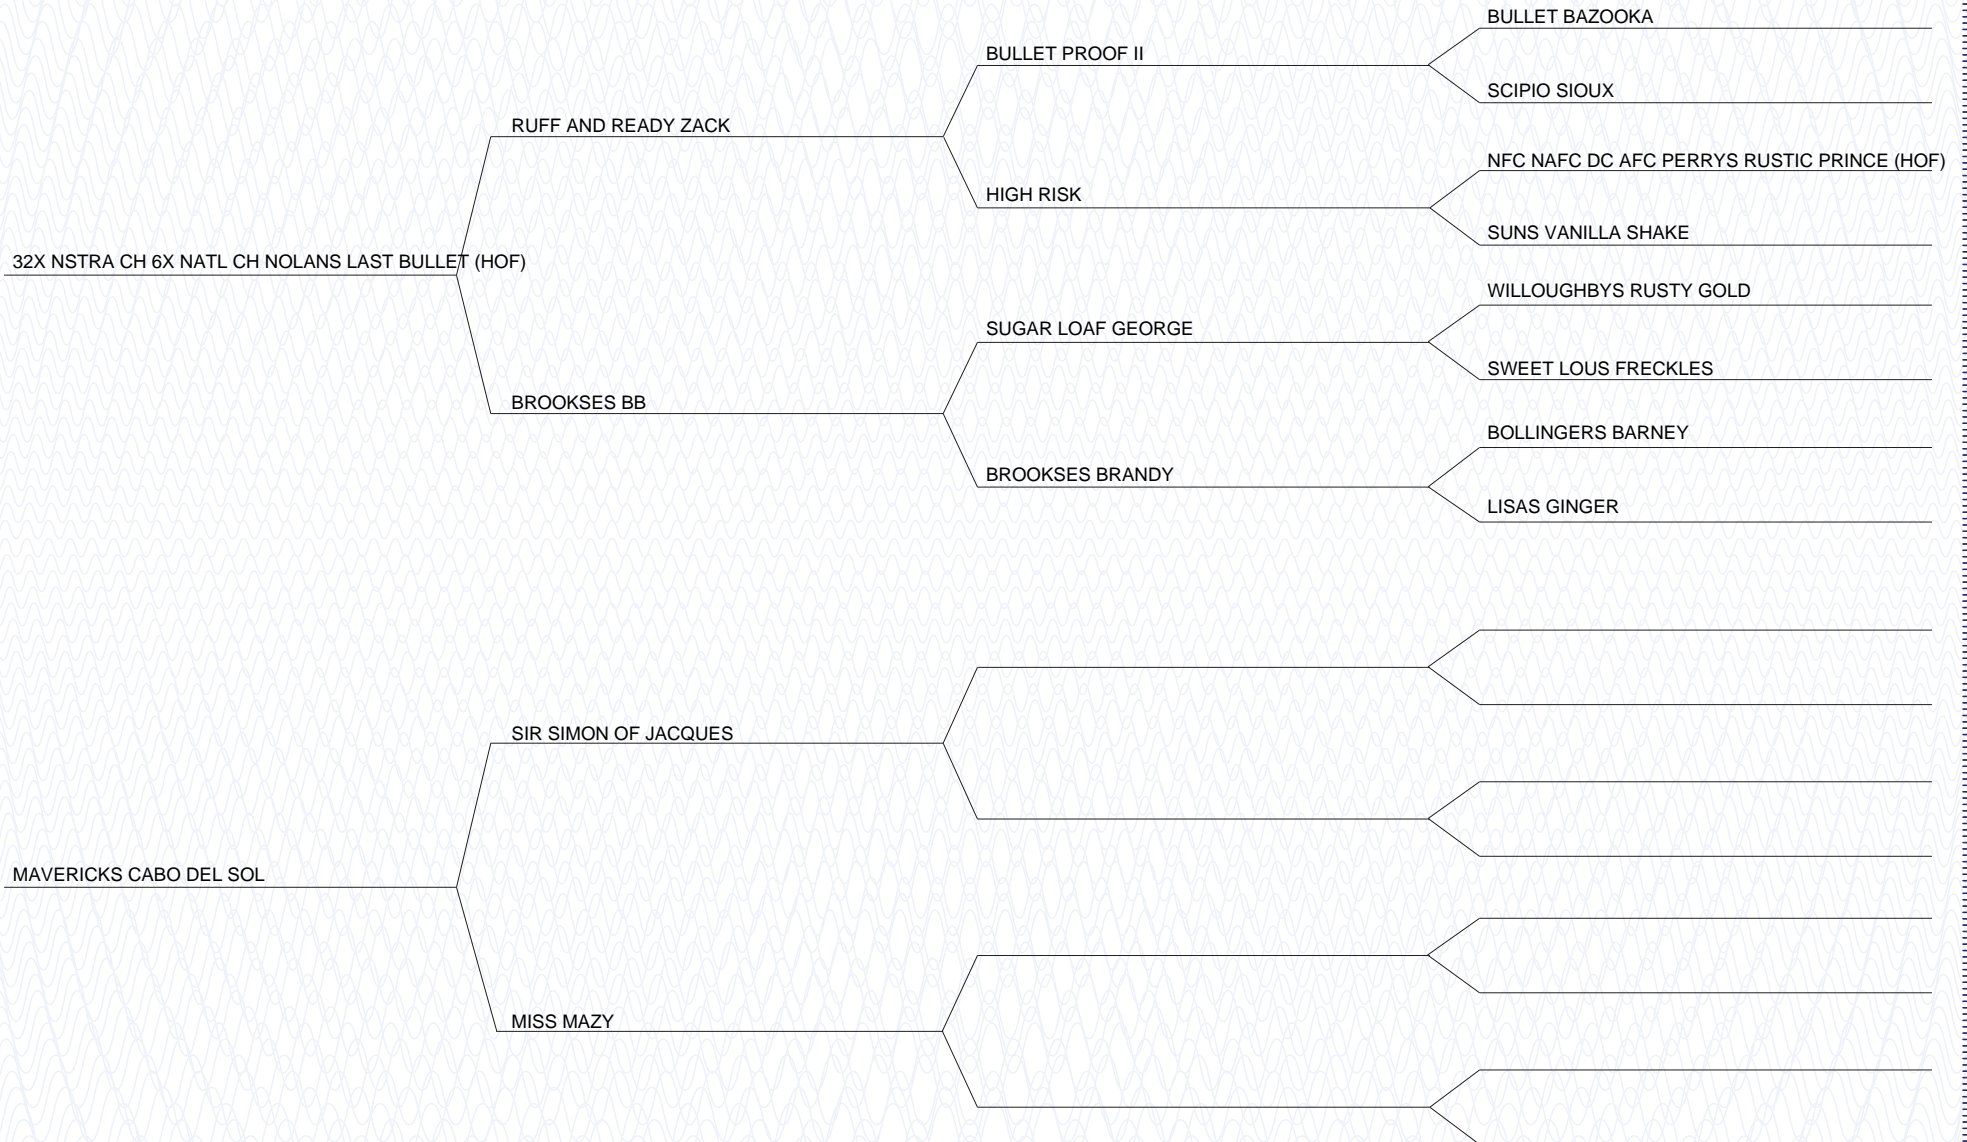 BULLET BAZOOKA
BULLET PROOF II
SCIPIO SIOUX
RUFF AND READY ZACK
NFC NAFC DC AFC PERRYS RUSTIC PRINCE (HOF)
HIGH RISK
SUNS VANILLA SHAKE
32X NSTRA CH 6X NATL CH NOLANS LAST BULLET (HOF)
WILLOUGHBYS RUSTY GOLD
SUGAR LOAF GEORGE
SWEET LOUS FRECKLES
BROOKSES BB
BOLLINGERS BARNEY
BROOKSES BRANDY
LISAS GINGER
SIR SIMON OF JACQUES
MAVERICKS CABO DEL SOL
MISS MAZY